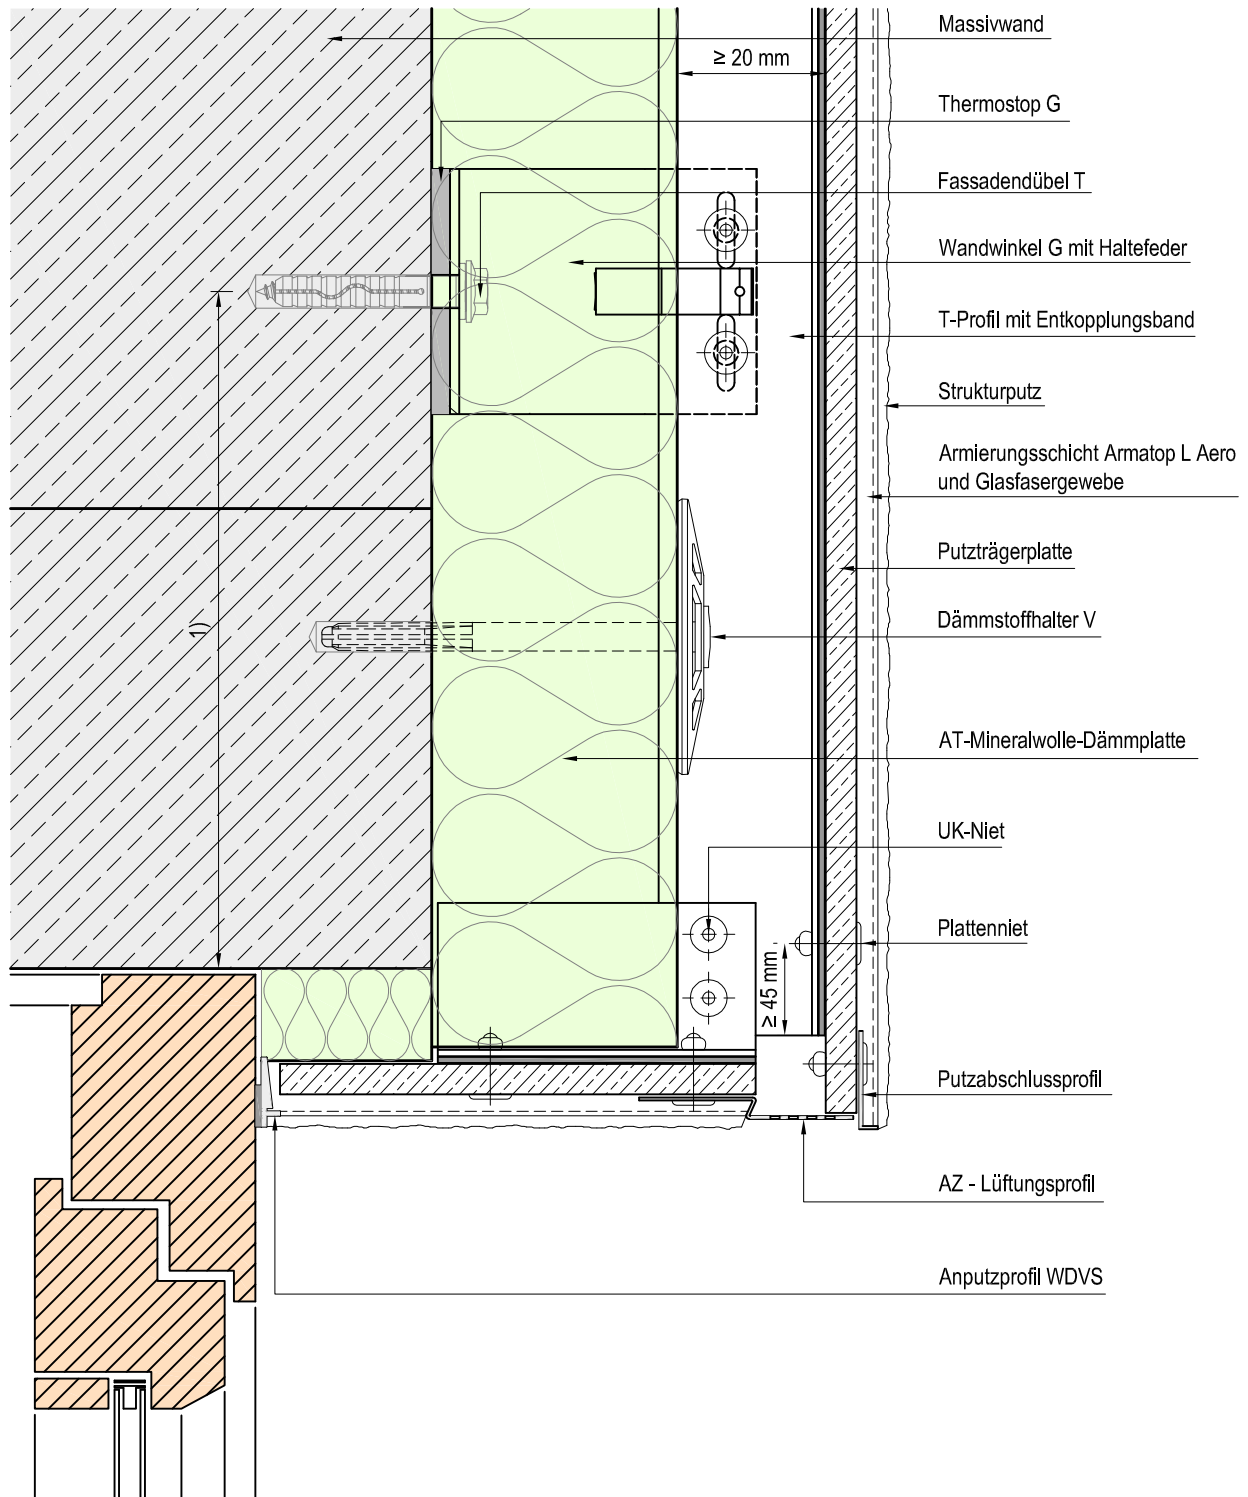 Massivwand
≥ 20 mm
Thermostop G
Fassadendübel T
Wandwinkel G mit Haltefeder
T-Profil mit Entkopplungsband
Strukturputz
Armierungsschicht Armatop L Aero
und Glasfasergewebe
Putzträgerplatte
Dämmstoffhalter V
1)
AT-Mineralwolle-Dämmplatte
UK-Niet
Plattenniet
≥ 45 mm
Putzabschlussprofil
AZ - Lüftungsprofil
Anputzprofil WDVS